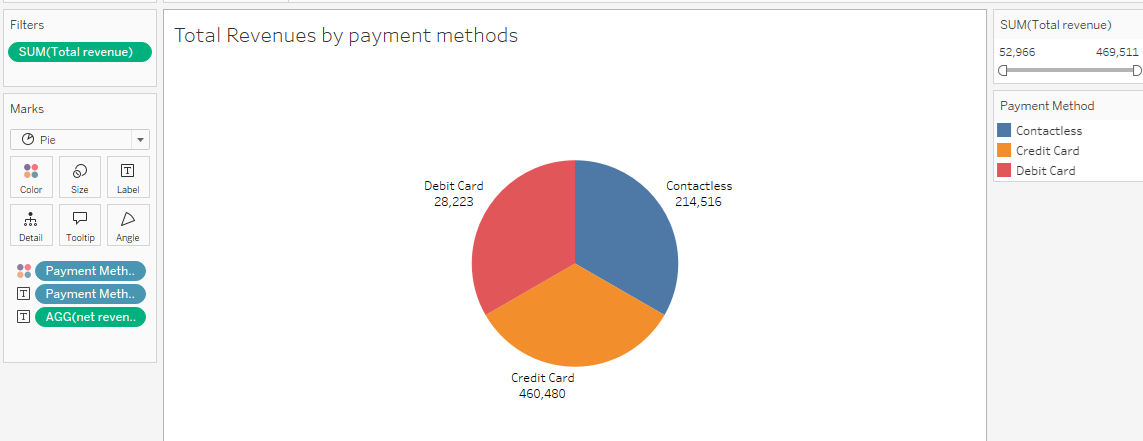 Filters
SUM(Total revenue)
Marks
Pie
Color
Size
Label
Detail
Tooltip
Angle
Payment Meth..
Payment Meth..
AGG(net reven..
Total Revenues by payment methods
Debit Card
28,223
Contactless
214,516
Credit Card
460,480
SUM(Total revenue)
52,966 469,511
Payment Method
Contactless
Credit Card
Debit Card